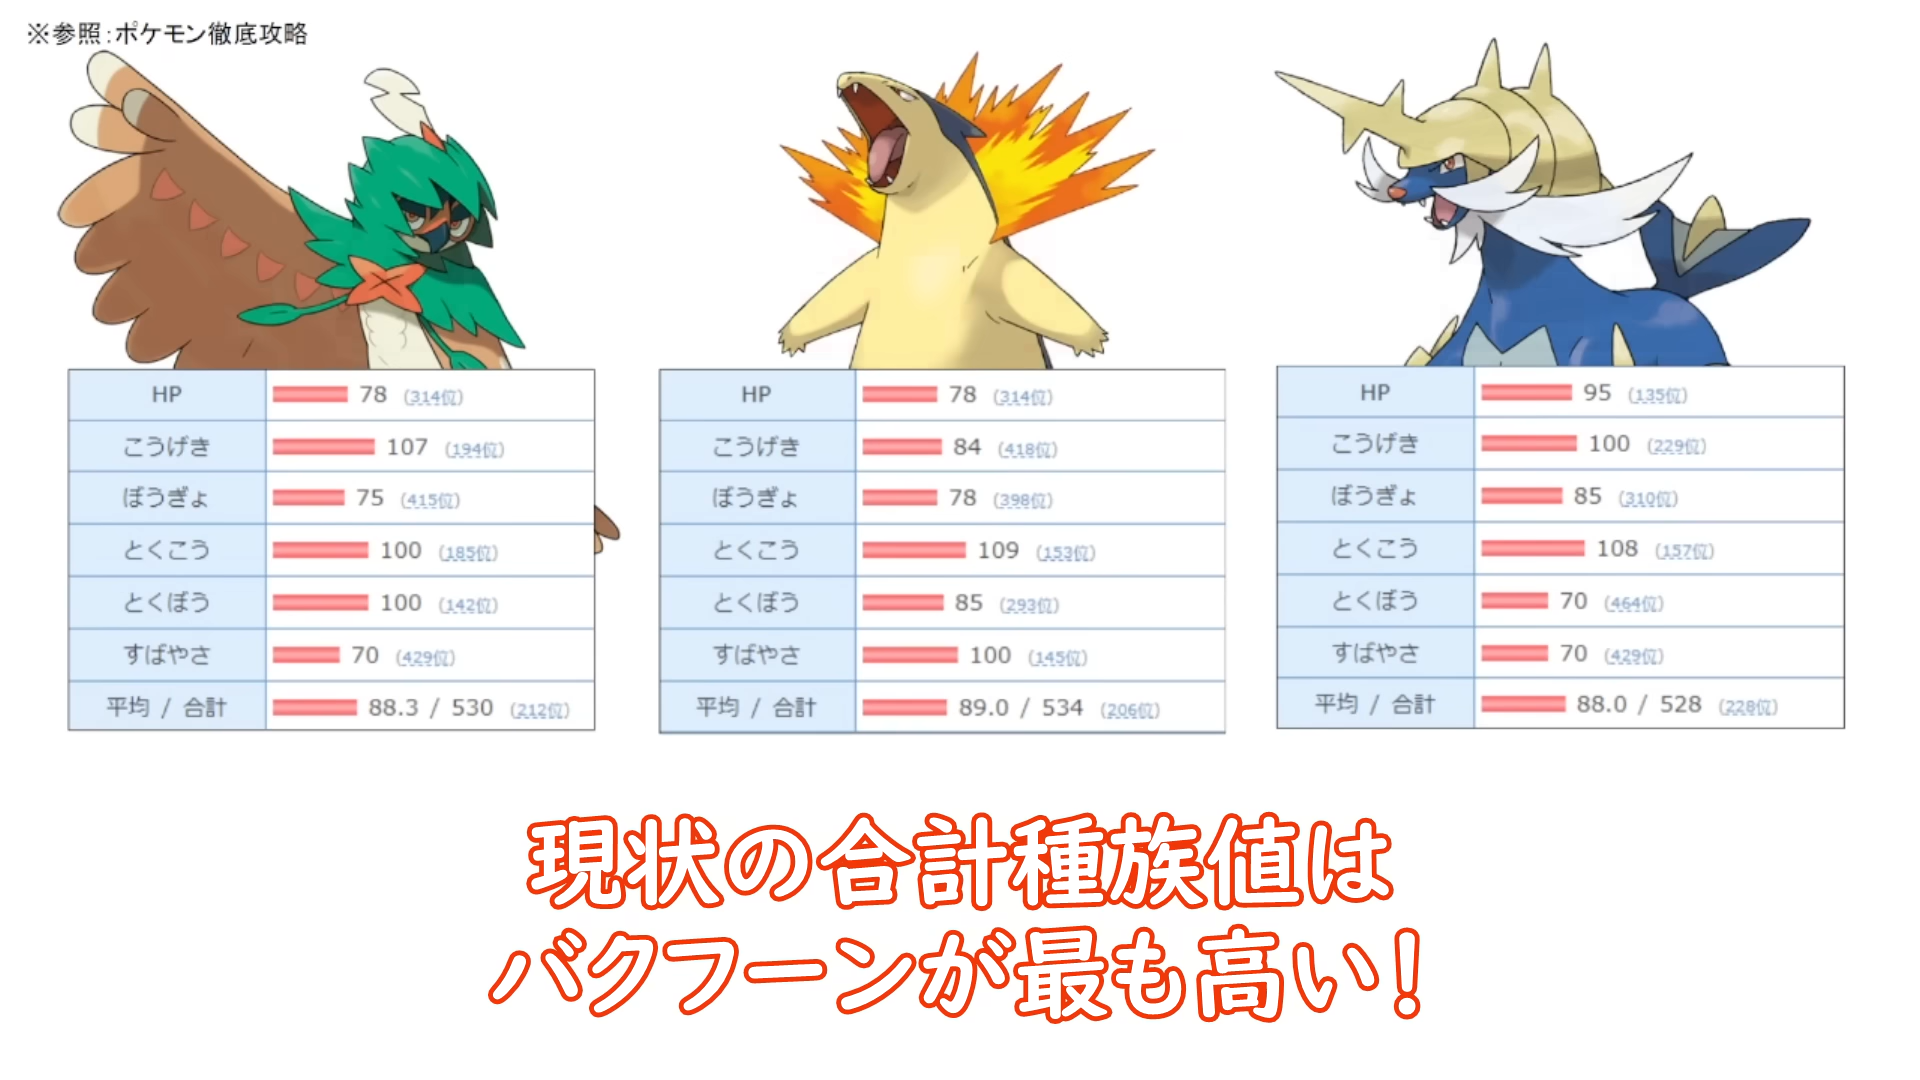 ※参照：ポケモン徹底攻略
HP 78 (314位)
こうげき 107 (194位)
ぼうぎょ 75 (415位)
とくこう 100 (185位)
とくぼう 100 (142位)
すばやさ 70 (429位)
平均 / 合計 88.3 / 530 (212位)
HP 78 (314位)
こうげき 84 (418位)
ぼうぎょ 78 (398位)
とくこう 109 (153位)
とくぼう 85 (293位)
すばやさ 100 (145位)
平均 / 合計 89.0 / 534 (206位)
HP 95 (135位)
こうげき 100 (229位)
ぼうぎょ 85 (310位)
とくこう 108 (157位)
とくぼう 70 (464位)
すばやさ 70 (429位)
平均 / 合計 88.0 / 528 (228位)
現状の合計種族値は
バクフーンが最も高い！